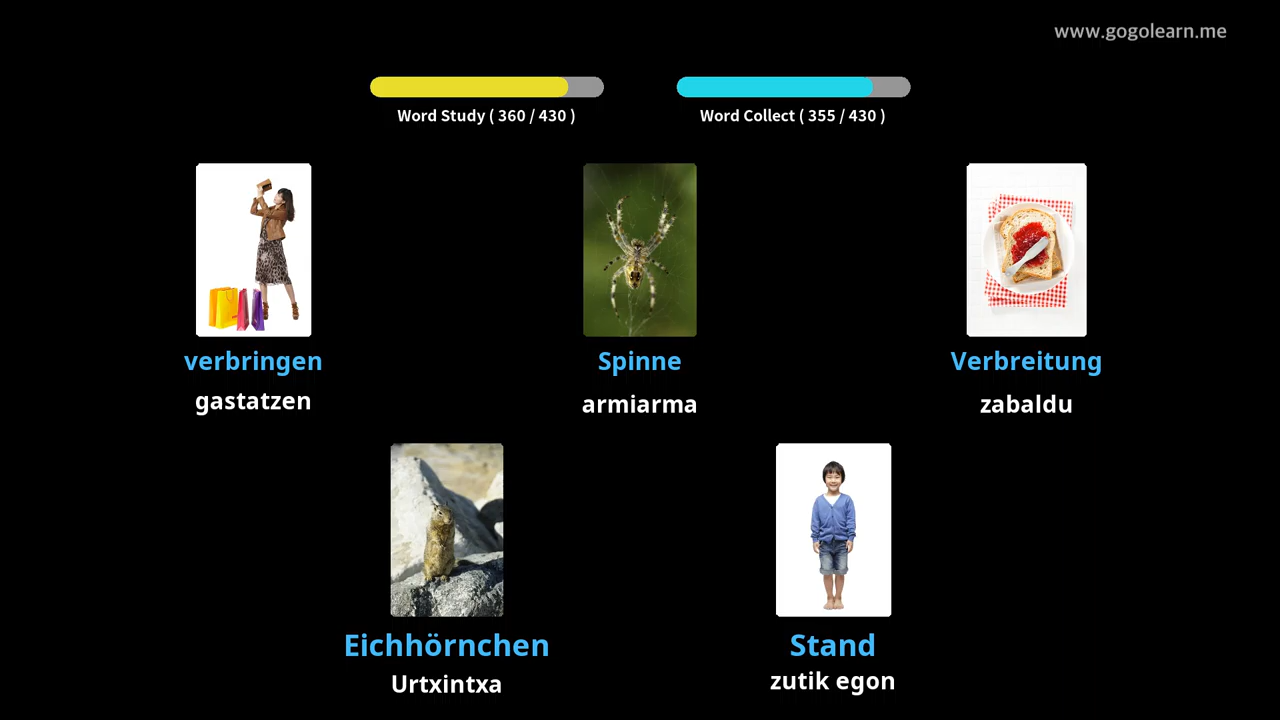 www.gogolearn.me
Word Study ( 360 / 430 )
Word Collect ( 355 / 430 )
verbringen
gastatzen
Spinne
armiarma
Verbreitung
zabaldu
Eichhörnchen
Urtxintxa
Stand
zutik egon